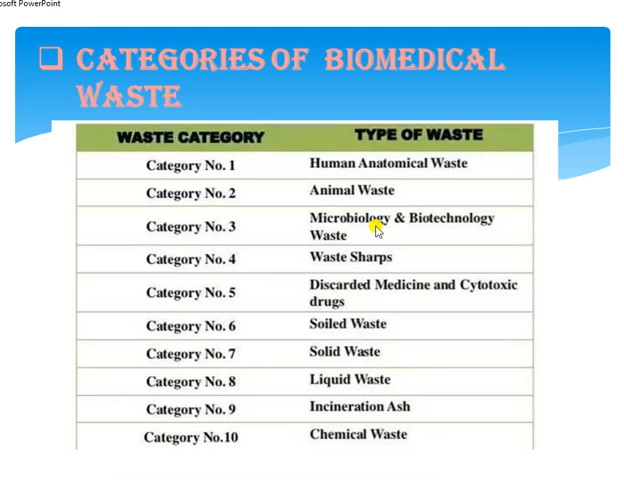 osoft PowerPoint
CATEGORIES OF BIOMEDICAL
WASTE
WASTE CATEGORY TYPE OF WASTE
Category No. 1 Human Anatomical Waste
Category No. 2 Animal Waste
Category No. 3 Microbiology & Biotechnology
Waste
Category No. 4 Waste Sharps
Category No. 5 Discarded Medicine and Cytotoxic
drugs
Category No. 6 Soiled Waste
Category No. 7 Solid Waste
Category No. 8 Liquid Waste
Category No. 9 Incineration Ash
Category No.10 Chemical Waste